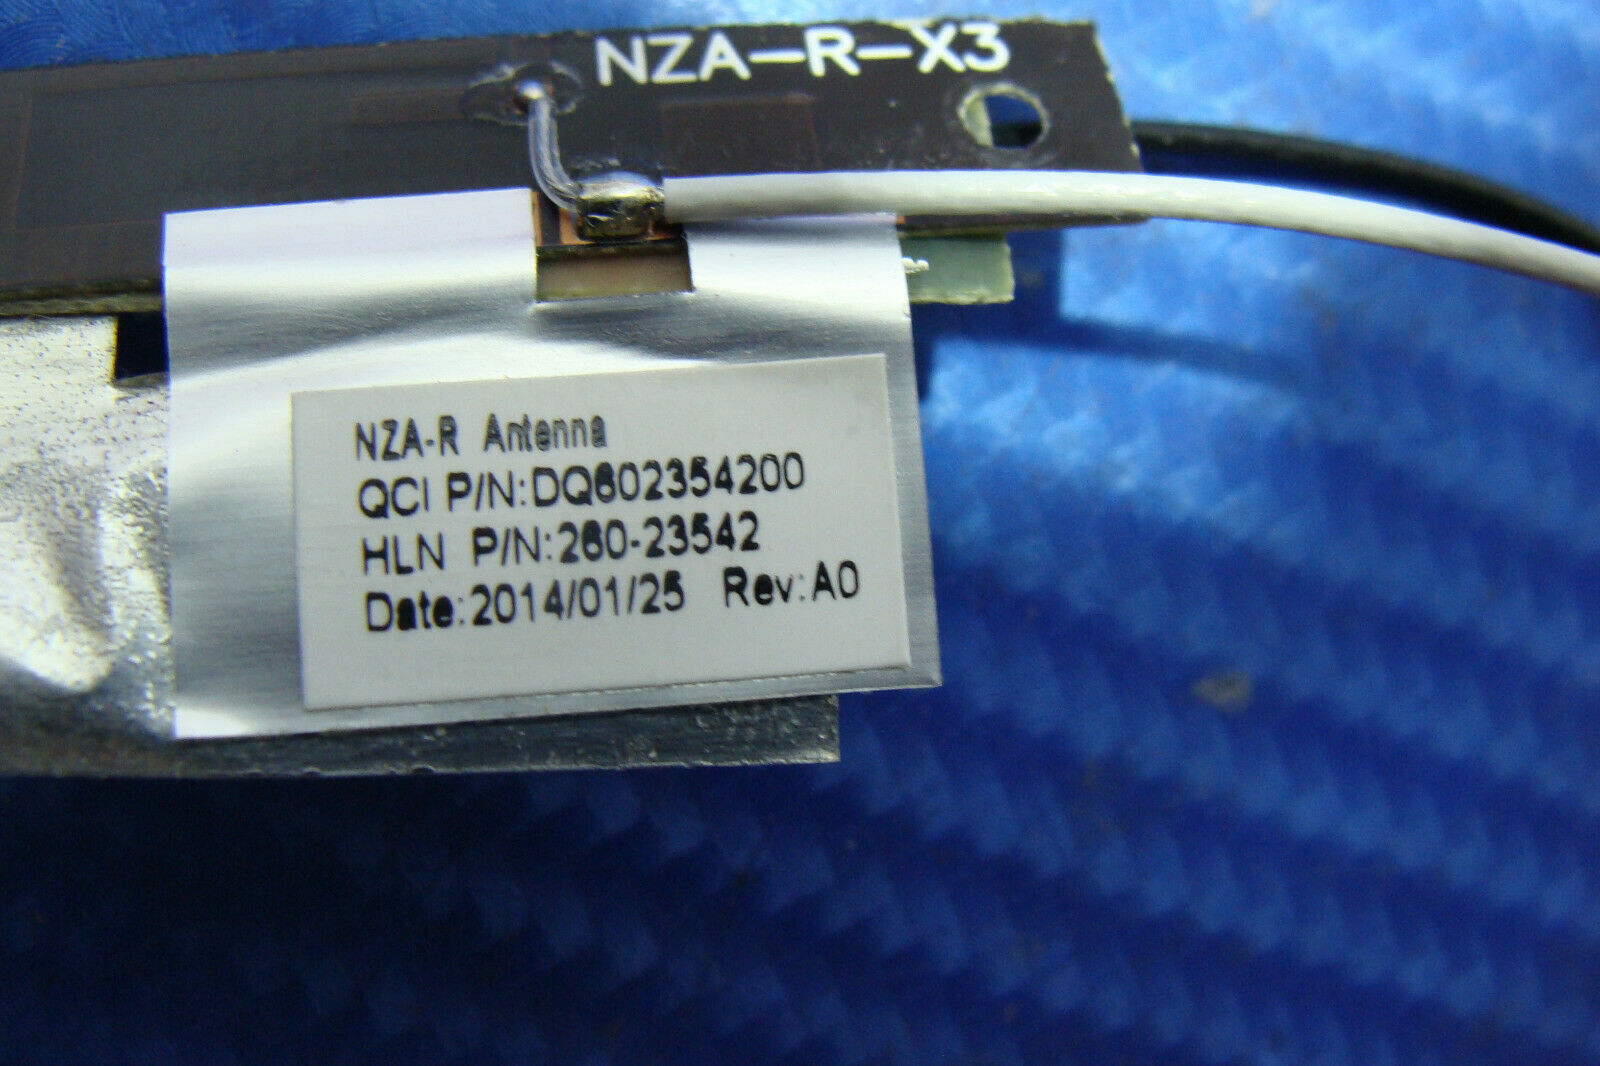 NZA-R-X3
NZA-R Antenna
QCI P/N:DQ602354200
HLN P/N:260-23542
Date:2014/01/25 Rev:A0